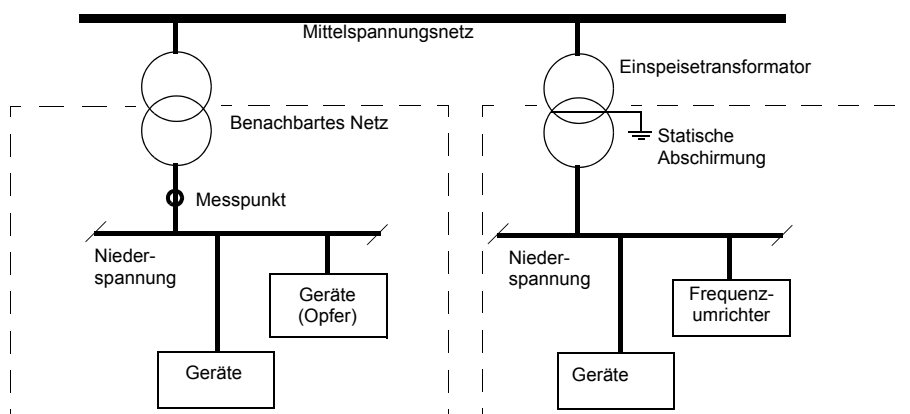 Mittelspannungsnetz
Einspeisetransformator
Benachbartes Netz
Statische
Abschirmung
Messpunkt
Nieder-
spannung
Geräte
(Opfer)
Geräte
Nieder-
spannung
Frequenz-
umrichter
Geräte